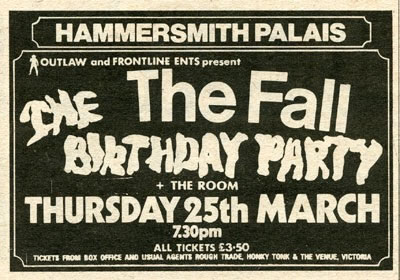 HAMMERSMITH PALAIS
OUTLAW and FRONTLINE ENTS present
The Fall
THE
BIRTHDAY PARTY
+ THE ROOM
THURSDAY 25th MARCH
7.30pm
ALL TICKETS £3·50
TICKETS FROM BOX OFFICE AND USUAL AGENTS ROUGH TRADE, HONKY TONK & THE VENUE, VICTORIA